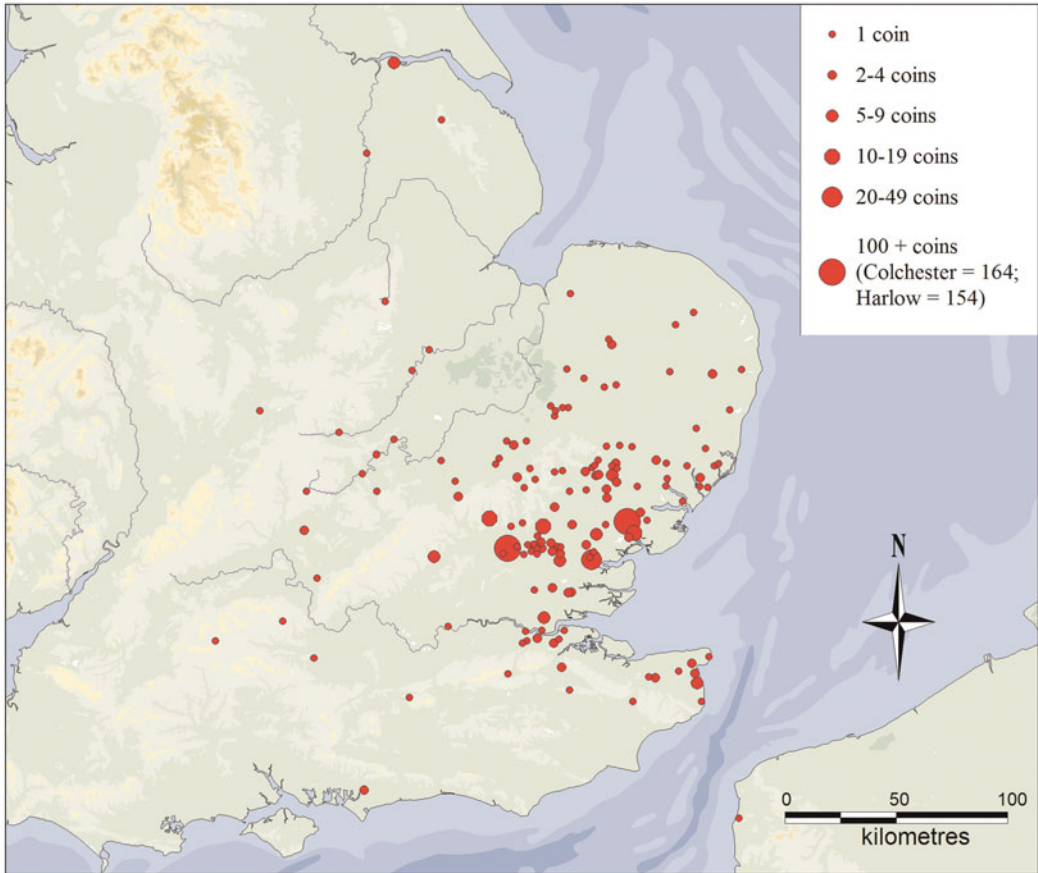 1 coin
2-4 coins
5-9 coins
10-19 coins
20-49 coins
100 + coins
(Colchester = 164;
Harlow = 154)
N
0 50 100
kilometres